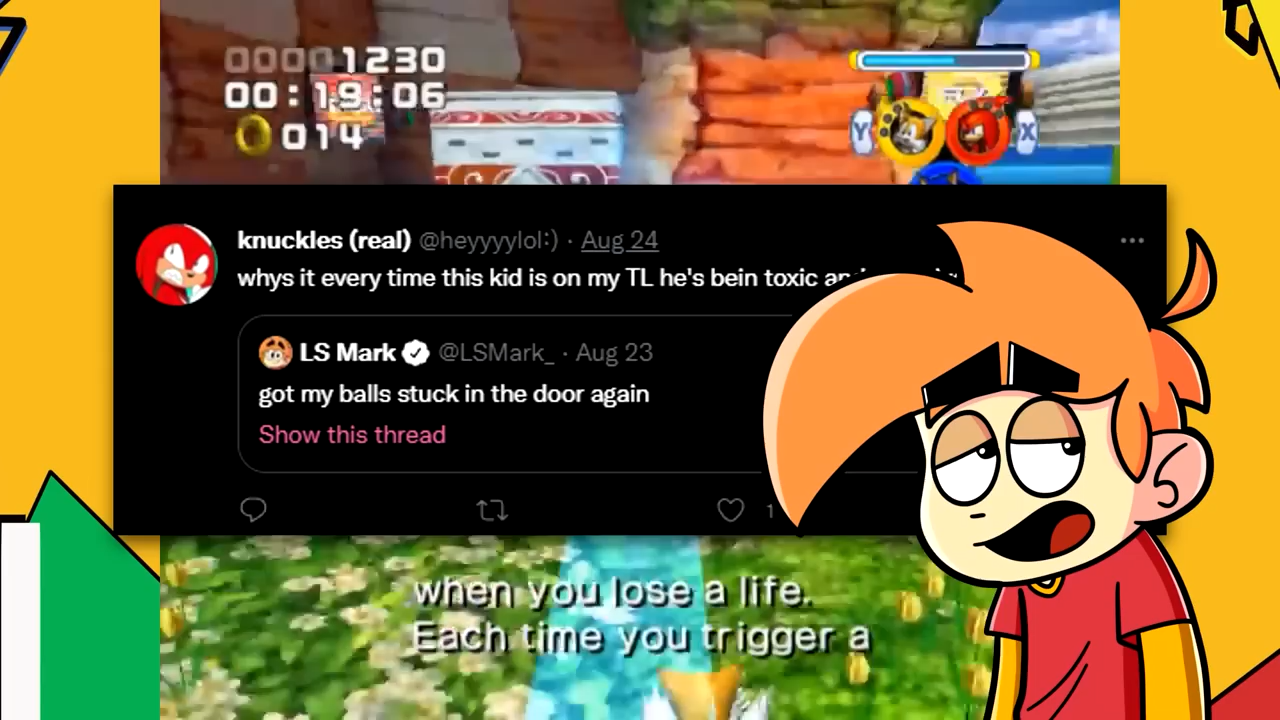 00001230
00:19:06
014
Y
X
knuckles (real) @heyyyylol:) · Aug 24
whys it every time this kid is on my TL he's bein toxic
LS Mark @LSMark_ · Aug 23
got my balls stuck in the door again
Show this thread
1
when you lose a life.
Each time you trigger a